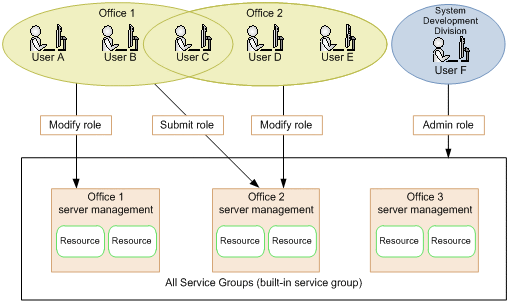 Office 1
Office 2
System
Development
Division
User A
User B
User C
User D
User E
User F
Modify role
Submit role
Modify role
Admin role
Office 1
server management
Resource
Resource
Office 2
server management
Resource
Resource
Office 3
server management
Resource
Resource
All Service Groups (built-in service group)